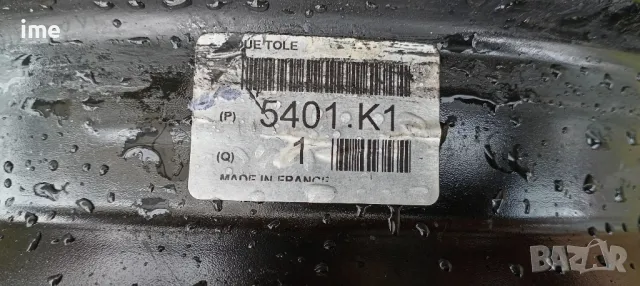 ime
UE TOLE
(P) 5401.K1
(Q) 1
MADE IN FRANCE
BAZAR